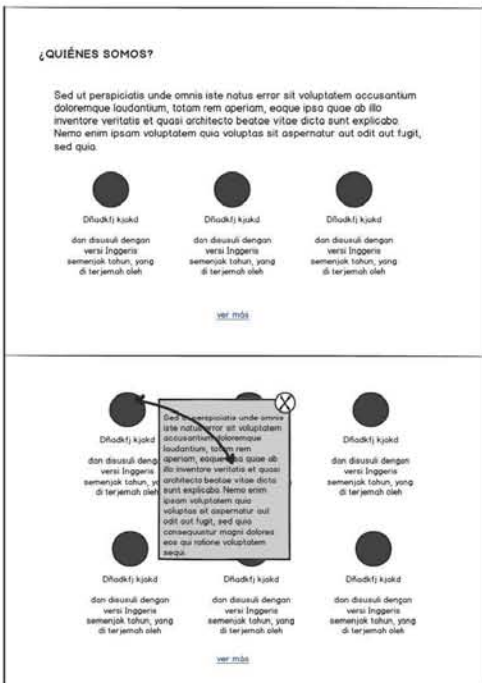 ¿QUIÉNES SOMOS?
Sed ut perspiciatis unde omnis iste natus error sit voluptatem accusantium
doloremque laudantium, totam rem aperiam, eaque ipsa quae ab illo
inventore veritatis et quasi architecto beatae vitae dicta sunt explicabo.
Nemo enim ipsam voluptatem quia voluptas sit aspernatur aut odit aut fugit,
sed quia.
Dñadkfj kjakd
dan disusuli dengan
versi Inggeris
semenjak tahun, yang
di terjemah oleh
Dñadkfj kjakd
dan disusuli dengan
versi Inggeris
semenjak tahun, yang
di terjemah oleh
Dñadkfj kjakd
dan disusuli dengan
versi Inggeris
semenjak tahun, yang
di terjemah oleh
ver más
Dñadkfj kjakd
dan disusuli
versi Inggeris
semenjak tahun,
di terjemah oleh
X
Sed ut perspiciatis unde omnis
iste natus error sit voluptatem
accusantium doloremque
laudantium, totam rem
aperiam, eaque ipsa quae ab
illo inventore veritatis et quasi
architecto beatae vitae dicta
sunt explicabo. Nemo enim
ipsam voluptatem quia
voluptas sit aspernatur aut
odit aut fugit, sed quia
consequuntur magni dolores
eos qui ratione voluptatem
sequi.
Dñadkfj kjakd
dan disusuli dengan
versi Inggeris
semenjak tahun, yang
di terjemah oleh
Dñadkfj kjakd
dan disusuli dengan
versi Inggeris
semenjak tahun, yang
di terjemah oleh
Dñadkfj kjakd
dan disusuli dengan
versi Inggeris
semenjak tahun, yang
di terjemah oleh
Dñadkfj kjakd
dan disusuli dengan
versi Inggeris
semenjak tahun, yang
di terjemah oleh
ver más